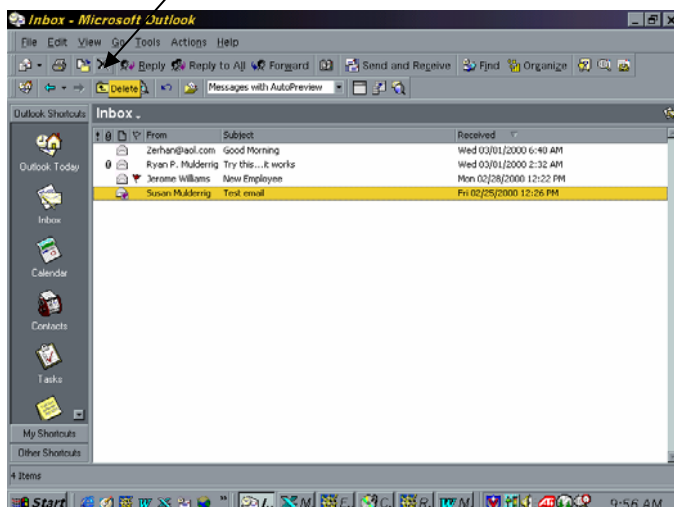 Inbox - Microsoft Outlook
File Edit View Go Tools Actions Help
Reply Reply to All Forward Send and Receive Find Organize
Delete Messages with AutoPreview
Outlook Shortcuts Inbox
From Subject Received
Zerhan@aol.com Good Morning Wed 03/01/2000 6:40 AM
Ryan P. Mulderrig Try this...it works Wed 03/01/2000 2:32 AM
Jerome Williams New Employee Mon 02/28/2000 12:22 PM
Susan Mulderrig Test email Fri 02/25/2000 12:26 PM
Outlook Today
Inbox
Calendar
Contacts
Tasks
My Shortcuts
Other Shortcuts
4 Items
Start I.. M E.. C.. R.. M 9:56 AM